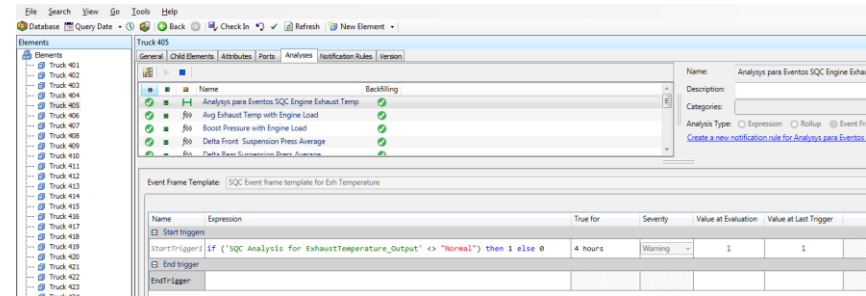 File Search View Go Tools Help
Database Query Date Back Check In Refresh New Element
Elements
Elements
Truck 401
Truck 402
Truck 403
Truck 404
Truck 405
Truck 406
Truck 407
Truck 408
Truck 409
Truck 410
Truck 411
Truck 412
Truck 413
Truck 414
Truck 415
Truck 416
Truck 417
Truck 418
Truck 419
Truck 420
Truck 421
Truck 422
Truck 423
Truck 405
General Child Elements Attributes Ports Analyses Notification Rules Version
Name Backfilling
Analysys para Eventos SQC Engine Exhaust Temp
f(x) Avg Exhaust Temp with Engine Load
f(x) Boost Pressure with Engine Load
f(x) Delta Front Suspension Press Average
f(x) Delta Rear Suspension Press Average
Name: Analysys para Eventos SQC Engine Exhau
Description:
Categories:
Analysis Type: Expression Rollup Event Fr
Create a new notification rule for Analysys para Eventos
Event Frame Template: SQC Event frame template for Exh Temperature
Name Expression True for Severity Value at Evaluation Value at Last Trigger
Start triggers
StartTrigger1 if ('SQC Analysis for ExhaustTemperature_Output' <> "Normal") then 1 else 0 4 hours Warning 1 1
End trigger
EndTrigger